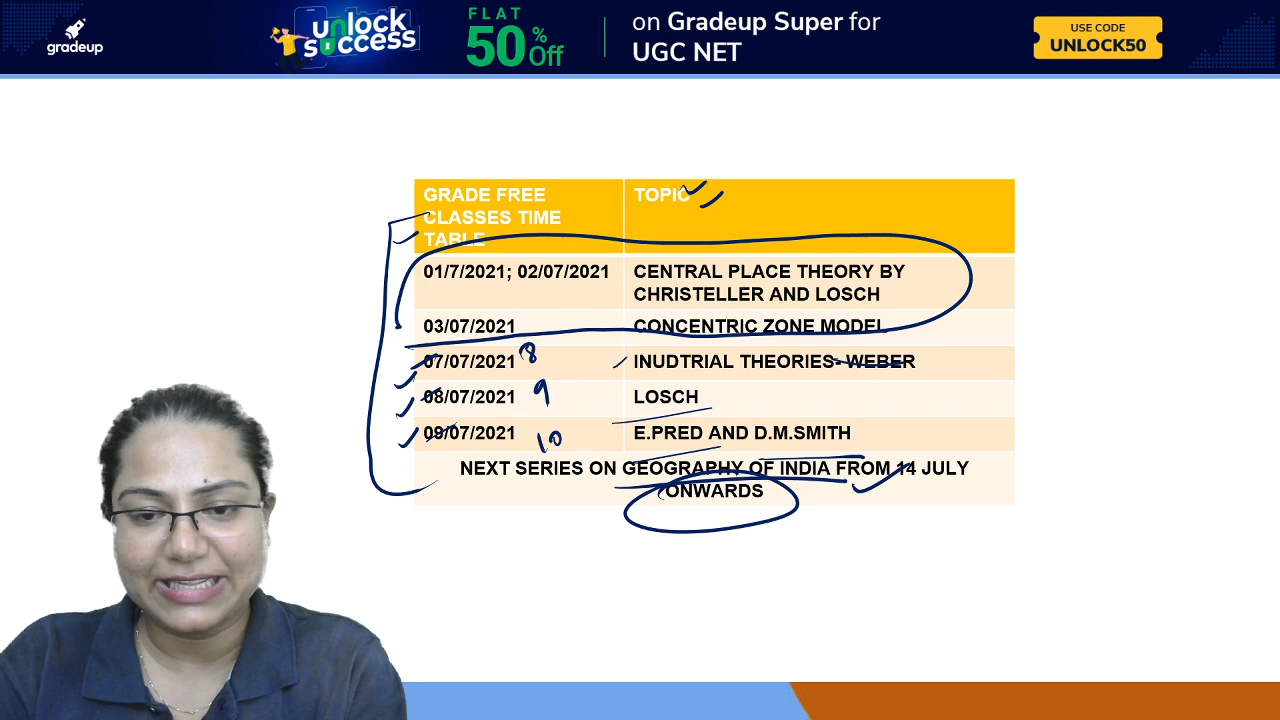 gradeup
unlock
success
FLAT
50 % Off
on Gradeup Super for
UGC NET
USE CODE
UNLOCK50
GRADE FREE
CLASSES TIME
TABLE
TOPIC
01/7/2021; 02/07/2021
CENTRAL PLACE THEORY BY
CHRISTELLER AND LOSCH
03/07/2021
CONCENTRIC ZONE MODEL
07/07/2021 8
INUDTRIAL THEORIES- WEBER
08/07/2021 9
LOSCH
09/07/2021 10
E.PRED AND D.M.SMITH
NEXT SERIES ON GEOGRAPHY OF INDIA FROM 14 JULY
ONWARDS